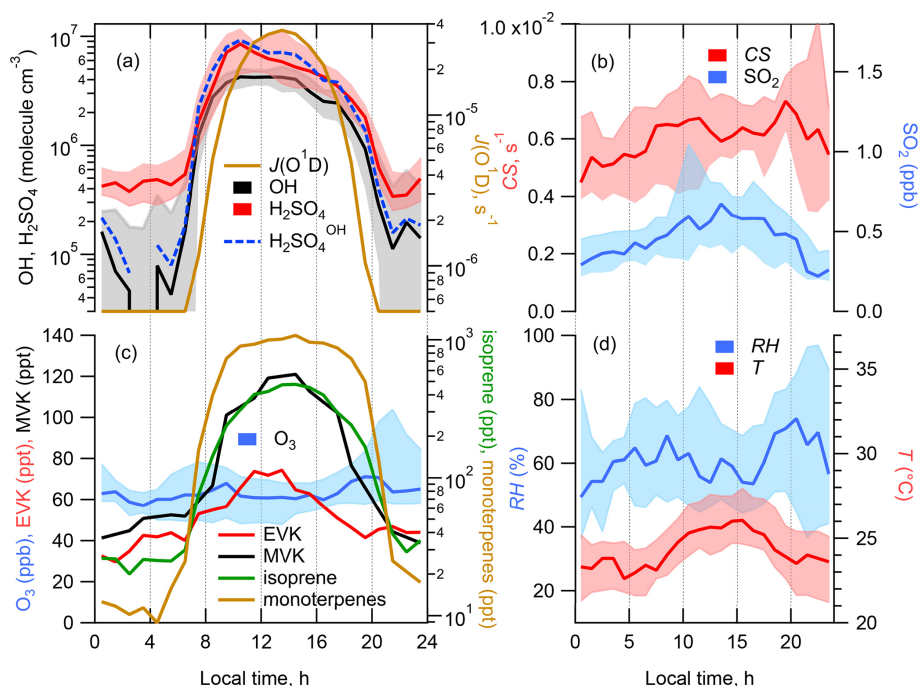 (a)
OH, H2SO4 (molecule cm-3)
10^7
6
4
2
10^6
6
4
2
10^5
6
4
J(O1D)
OH
H2SO4
H2SO4^OH
4
2
10^-5
8
6
4
2
10^-6
8
6
J(O1D), s-1
(b)
CS, s-1
1.0 x10^-2
0.8
0.6
0.4
0.2
0.0
CS
SO2
1.5
1.0
0.5
0.0
SO2 (ppb)
(c)
O3 (ppb), EVK (ppt), MVK (ppt)
140
120
100
80
60
40
20
0
O3
EVK
MVK
isoprene
monoterpenes
10^3
8
6
4
2
10^2
8
6
4
2
10^1
isoprene (ppt), monoterpenes (ppt)
0 4 8 12 16 20 24
Local time, h
(d)
RH (%)
100
80
60
40
20
RH
T
35
30
25
20
T (°C)
0 5 10 15 20
Local time, h